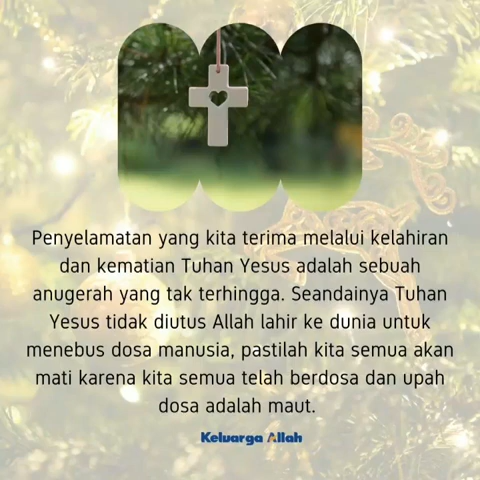 Penyelamatan yang kita terima melalui kelahiran
dan kematian Tuhan Yesus adalah sebuah
anugerah yang tak terhingga. Seandainya Tuhan
Yesus tidak diutus Allah lahir ke dunia untuk
menebus dosa manusia, pastilah kita semua akan
mati karena kita semua telah berdosa dan upah
dosa adalah maut.
Keluarga Allah